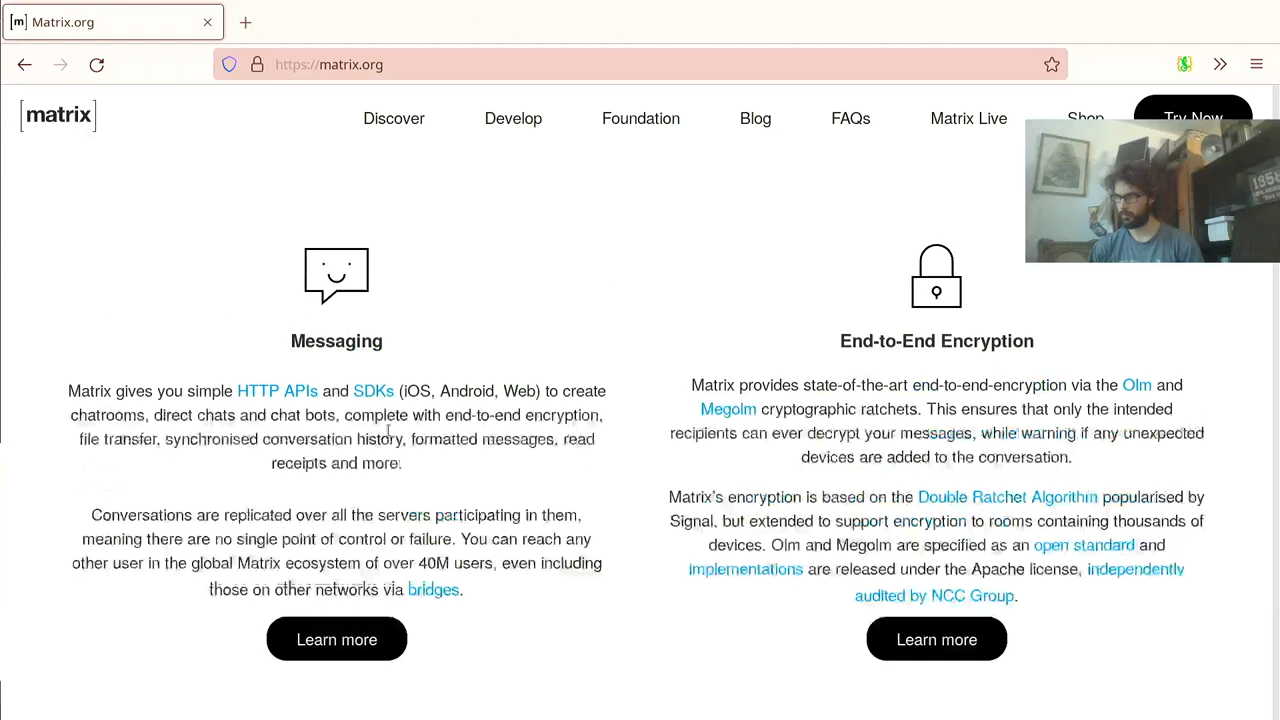 [m] Matrix.org
https://matrix.org
[matrix]
Discover
Develop
Foundation
Blog
FAQs
Matrix Live
Shop
Try Now
1958
Messaging
Matrix gives you simple HTTP APIs and SDKs (iOS, Android, Web) to create
chatrooms, direct chats and chat bots, complete with end-to-end encryption,
file transfer, synchronised conversation history, formated messages, read
receipts and more.
Conversations are replicated over all the servers participating in them,
meaning there are no single point of control or failure. You can reach any
other user in the global Matrix ecosystem of over 40M users, even including
those on other networks via bridges.
Learn more
End-to-End Encryption
Matrix provides state-of-the-art end-to-end-encryption via the Olm and
Megolm cryptographic ratchets. This ensures that only the intended
recipients can ever decrypt your messages, while warning if any unexpected
devices are added to the conversation.
Matrix's encryption is based on the Double Ratchet Algorithm popularised by
Signal, but extended to support encryption to rooms containing thousands of
devices. Olm and Megolm are specified as an open standard and
implementations are released under the Apache license, independently
audited by NCC Group.
Learn more